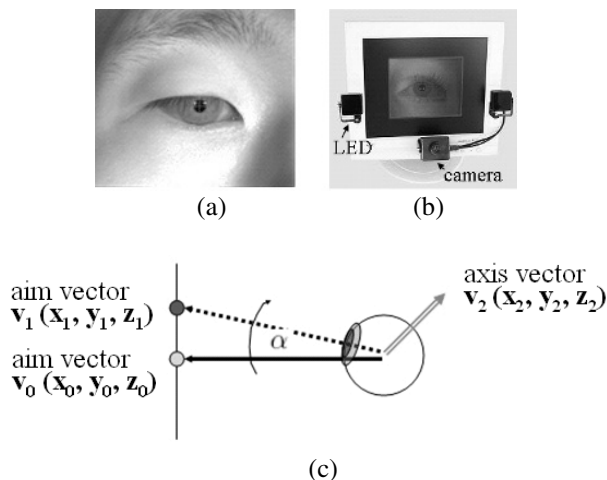 (a)
LED
camera
(b)
aim vector
v₁ (x₁, y₁, z₁)
aim vector
v₀ (x₀, y₀, z₀)
α
axis vector
v₂ (x₂, y₂, z₂)
(c)